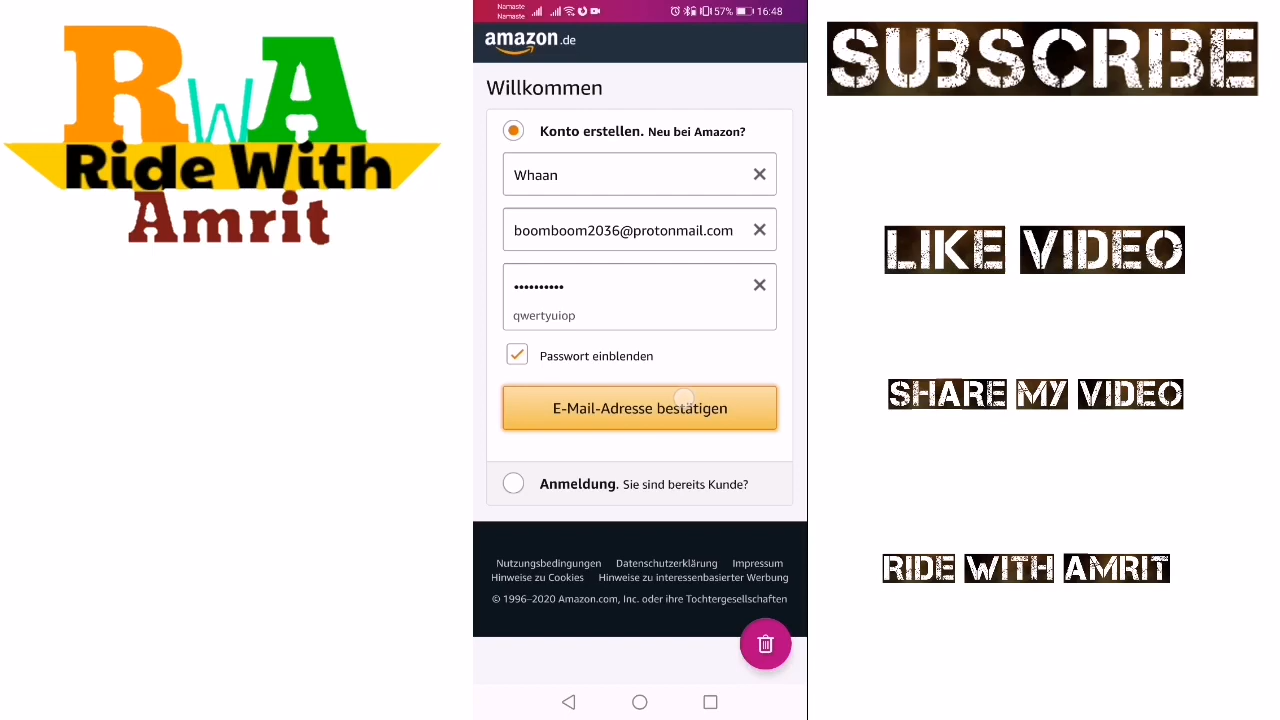 RWA
Ride With
Amrit
Namaste
Namaste
57% 16:48
amazon.de
Willkommen
Konto erstellen. Neu bei Amazon?
Whaan
boomboom2036@protonmail.com
••••••••••
qwertyuiop
Passwort einblenden
E-Mail-Adresse bestätigen
Anmeldung. Sie sind bereits Kunde?
Nutzungsbedingungen Datenschutzerklärung Impressum
Hinweise zu Cookies Hinweise zu interessenbasierter Werbung
© 1996–2020 Amazon.com, Inc. oder ihre Tochtergesellschaften
SUBSCRIBE
LIKE VIDEO
SHARE MY VIDEO
RIDE WITH AMRIT